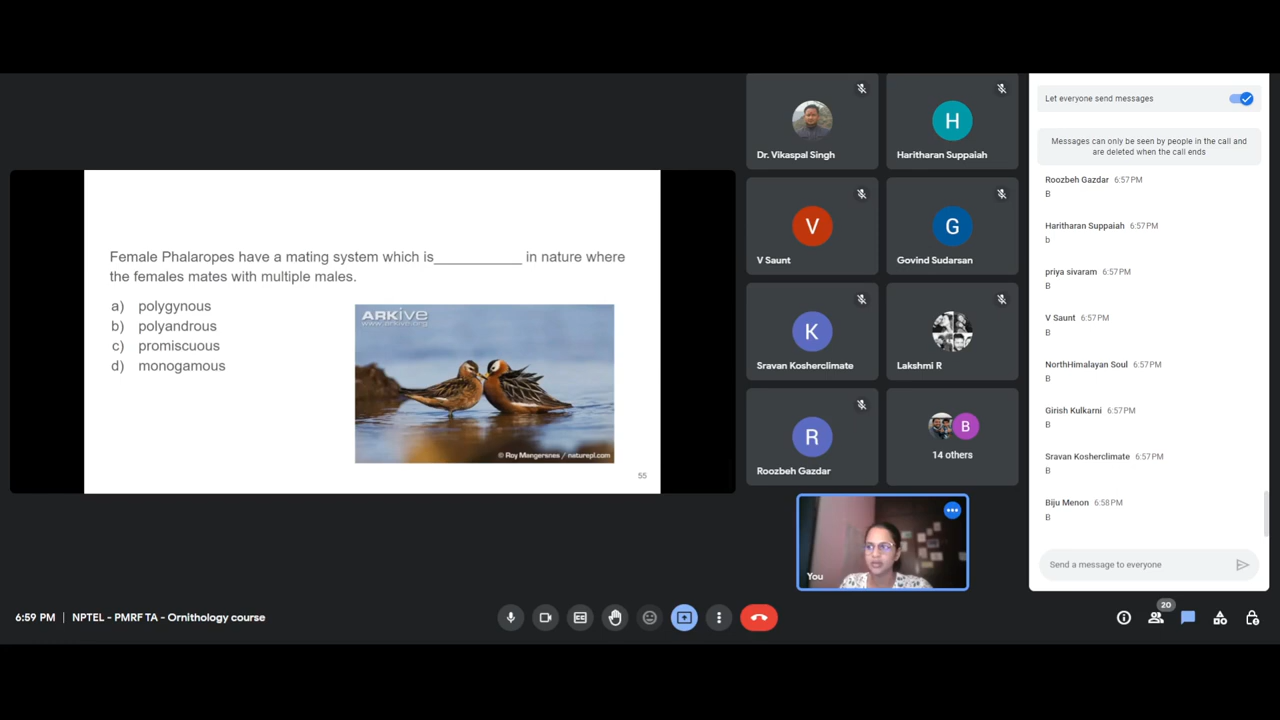 Female Phalaropes have a mating system which is____________ in nature where
the females mates with multiple males.
a) polygynous
b) polyandrous
c) promiscuous
d) monogamous
ARKive
www.arkive.org
© Roy Mangersnes / naturepl.com
55
Dr. Vikaspal Singh
H
Haritharan Suppaiah
V
V Saunt
G
Govind Sudarsan
K
Sravan Kosherclimate
Lakshmi R
R
Roozbeh Gazdar
B
14 others
You
Let everyone send messages
Messages can only be seen by people in the call and
are deleted when the call ends
Roozbeh Gazdar 6:57 PM
B
Haritharan Suppaiah 6:57 PM
b
priya sivaram 6:57 PM
B
V Saunt 6:57 PM
B
NorthHimalayan Soul 6:57 PM
B
Girish Kulkarni 6:57 PM
B
Sravan Kosherclimate 6:57 PM
B
Biju Menon 6:58 PM
B
Send a message to everyone
6:59 PM | NPTEL - PMRF TA - Ornithology course
20